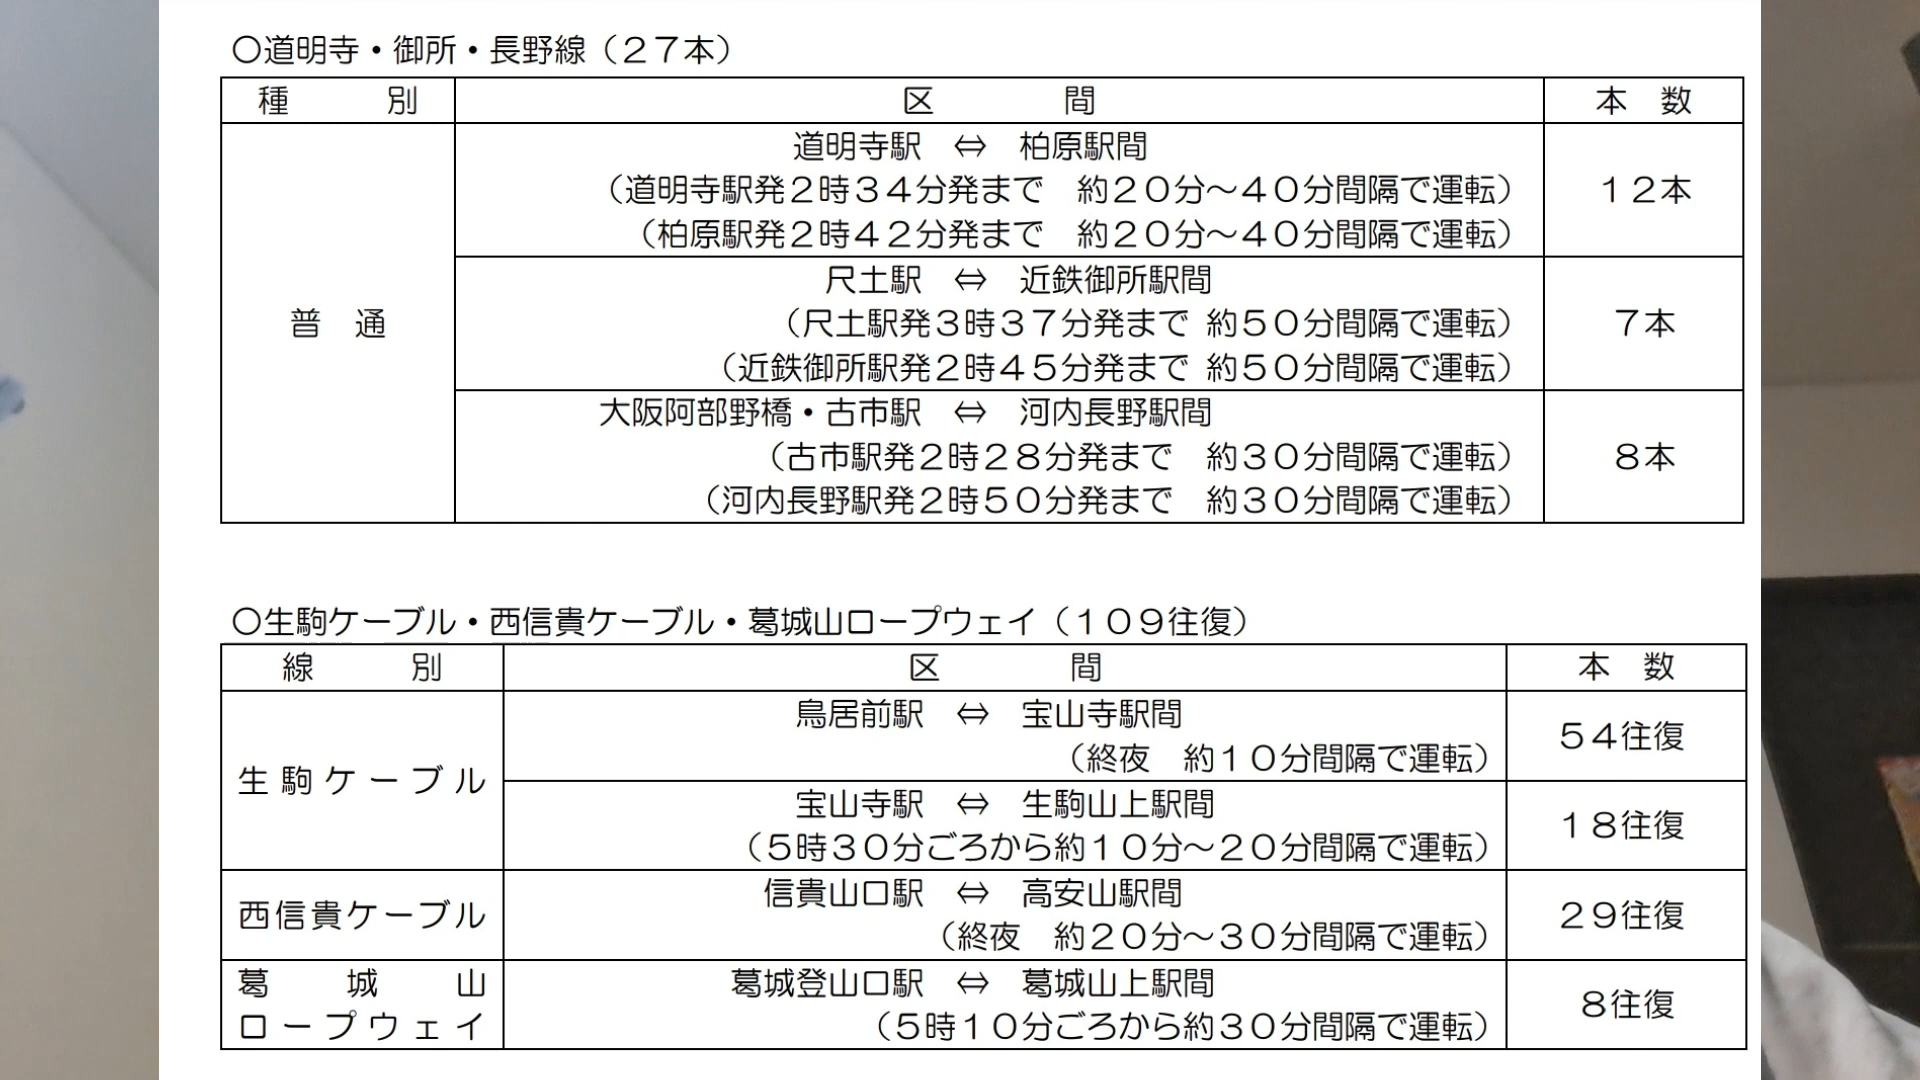 〇道明寺・御所・長野線（２７本）
種　別　区　間　本　数
道明寺駅　⇔　柏原駅間
（道明寺駅発２時３４分発まで　約２０分～４０分間隔で運転）　１２本
（柏原駅発２時４２分発まで　約２０分～４０分間隔で運転）
尺土駅　⇔　近鉄御所駅間
普　通　（尺土駅発３時３７分発まで 約５０分間隔で運転）　７本
（近鉄御所駅発２時４５分発まで 約５０分間隔で運転）
大阪阿部野橋・古市駅　⇔　河内長野駅間
（古市駅発２時２８分発まで　約３０分間隔で運転）　８本
（河内長野駅発２時５０分発まで　約３０分間隔で運転）
〇生駒ケーブル・西信貴ケーブル・葛城山ロープウェイ（１０９往復）
線　別　区　間　本　数
生駒ケーブル
鳥居前駅　⇔　宝山寺駅間
（終夜　約１０分間隔で運転）　５４往復
宝山寺駅　⇔　生駒山上駅間
（５時３０分ごろから約１０分～２０分間隔で運転）　１８往復
西信貴ケーブル
信貴山口駅　⇔　高安山駅間
（終夜　約２０分～３０分間隔で運転）　２９往復
葛城山
ロープウェイ
葛城登山口駅　⇔　葛城山上駅間
（５時１０分ごろから約３０分間隔で運転）　８往復